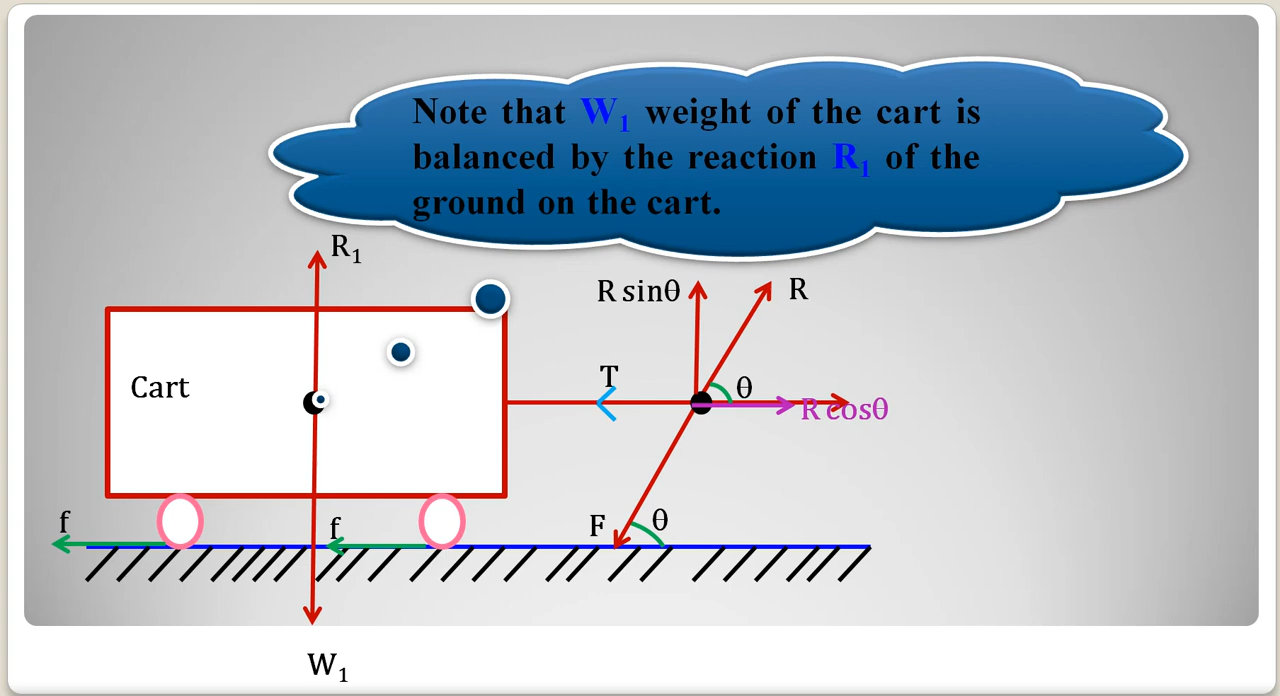 Note that W₁ weight of the cart is
balanced by the reaction R₁ of the
ground on the cart.
R₁
R sinθ
R
T
θ
Cart
R cosθ
f
f
F
θ
W₁